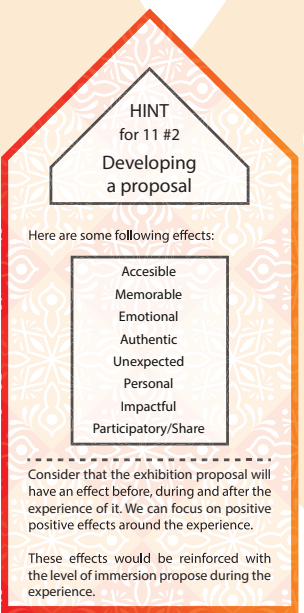 HINT
for 11 #2
Developing
a proposal
Here are some following effects:
Accesible
Memorable
Emotional
Authentic
Unexpected
Personal
Impactful
Participatory/Share
Consider that the exhibition proposal will
have an effect before, during and after the
experience of it. We can focus on positive
positive effects around the experience.
These effects would be reinforced with
the level of immersion propose during the
experience.